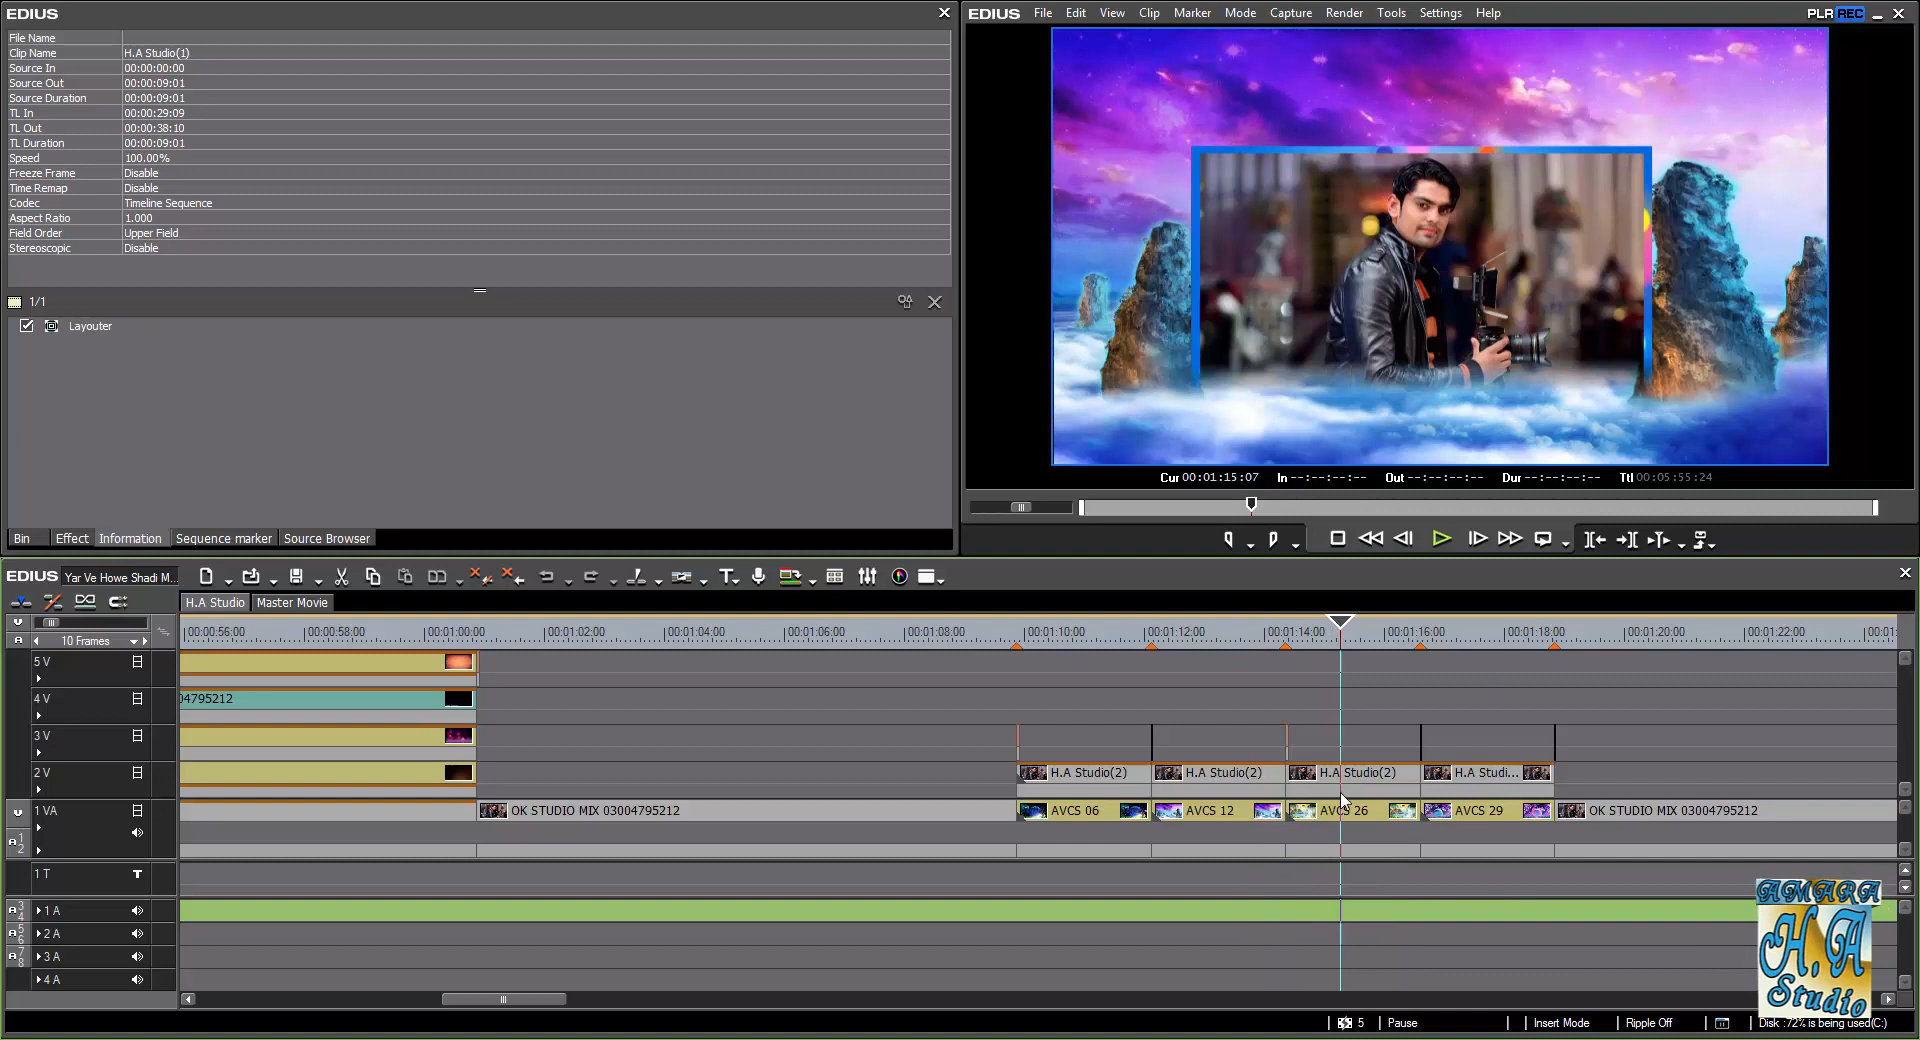 EDIUS
File Name
Clip Name H.A Studio(1)
Source In 00:00:00:00
Source Out 00:00:09:01
Source Duration 00:00:09:01
TL In 00:00:29:09
TL Out 00:00:38:10
TL Duration 00:00:09:01
Speed 100.00%
Freeze Frame Disable
Time Remap Disable
Codec Timeline Sequence
Aspect Ratio 1.000
Field Order Upper Field
Stereoscopic Disable
1/1
Layouter
Bin Effect Information Sequence marker Source Browser
EDIUS File Edit View Clip Marker Mode Capture Render Tools Settings Help PLR REC
Cur 00:01:15:07 In --:--:--:-- Out --:--:--:-- Dur --:--:--:-- Ttl 00:05:55:24
EDIUS Yar Ve Howe Shadi M...
H.A Studio Master Movie
10 Frames 00:00:56:00 00:00:58:00 00:01:00:00 00:01:02:00 00:01:04:00 00:01:06:00 00:01:08:00 00:01:10:00 00:01:12:00 00:01:14:00 00:01:16:00 00:01:18:00 00:01:20:00 00:01:22:00 00:01:
5 V
4 V 04795212
3 V
2 V H.A Studio(2) H.A Studio(2) H.A Studio(2) H.A Studi...
1 VA OK STUDIO MIX 03004795212 AVCS 06 AVCS 12 AVCS 26 AVCS 29 OK STUDIO MIX 03004795212
1 2
1 T T
3 4 1 A
5 6 2 A
7 8 3 A
4 A
AMARA
H.A
Studio
5 Pause Insert Mode Ripple Off Disk :72% is being used(C:)